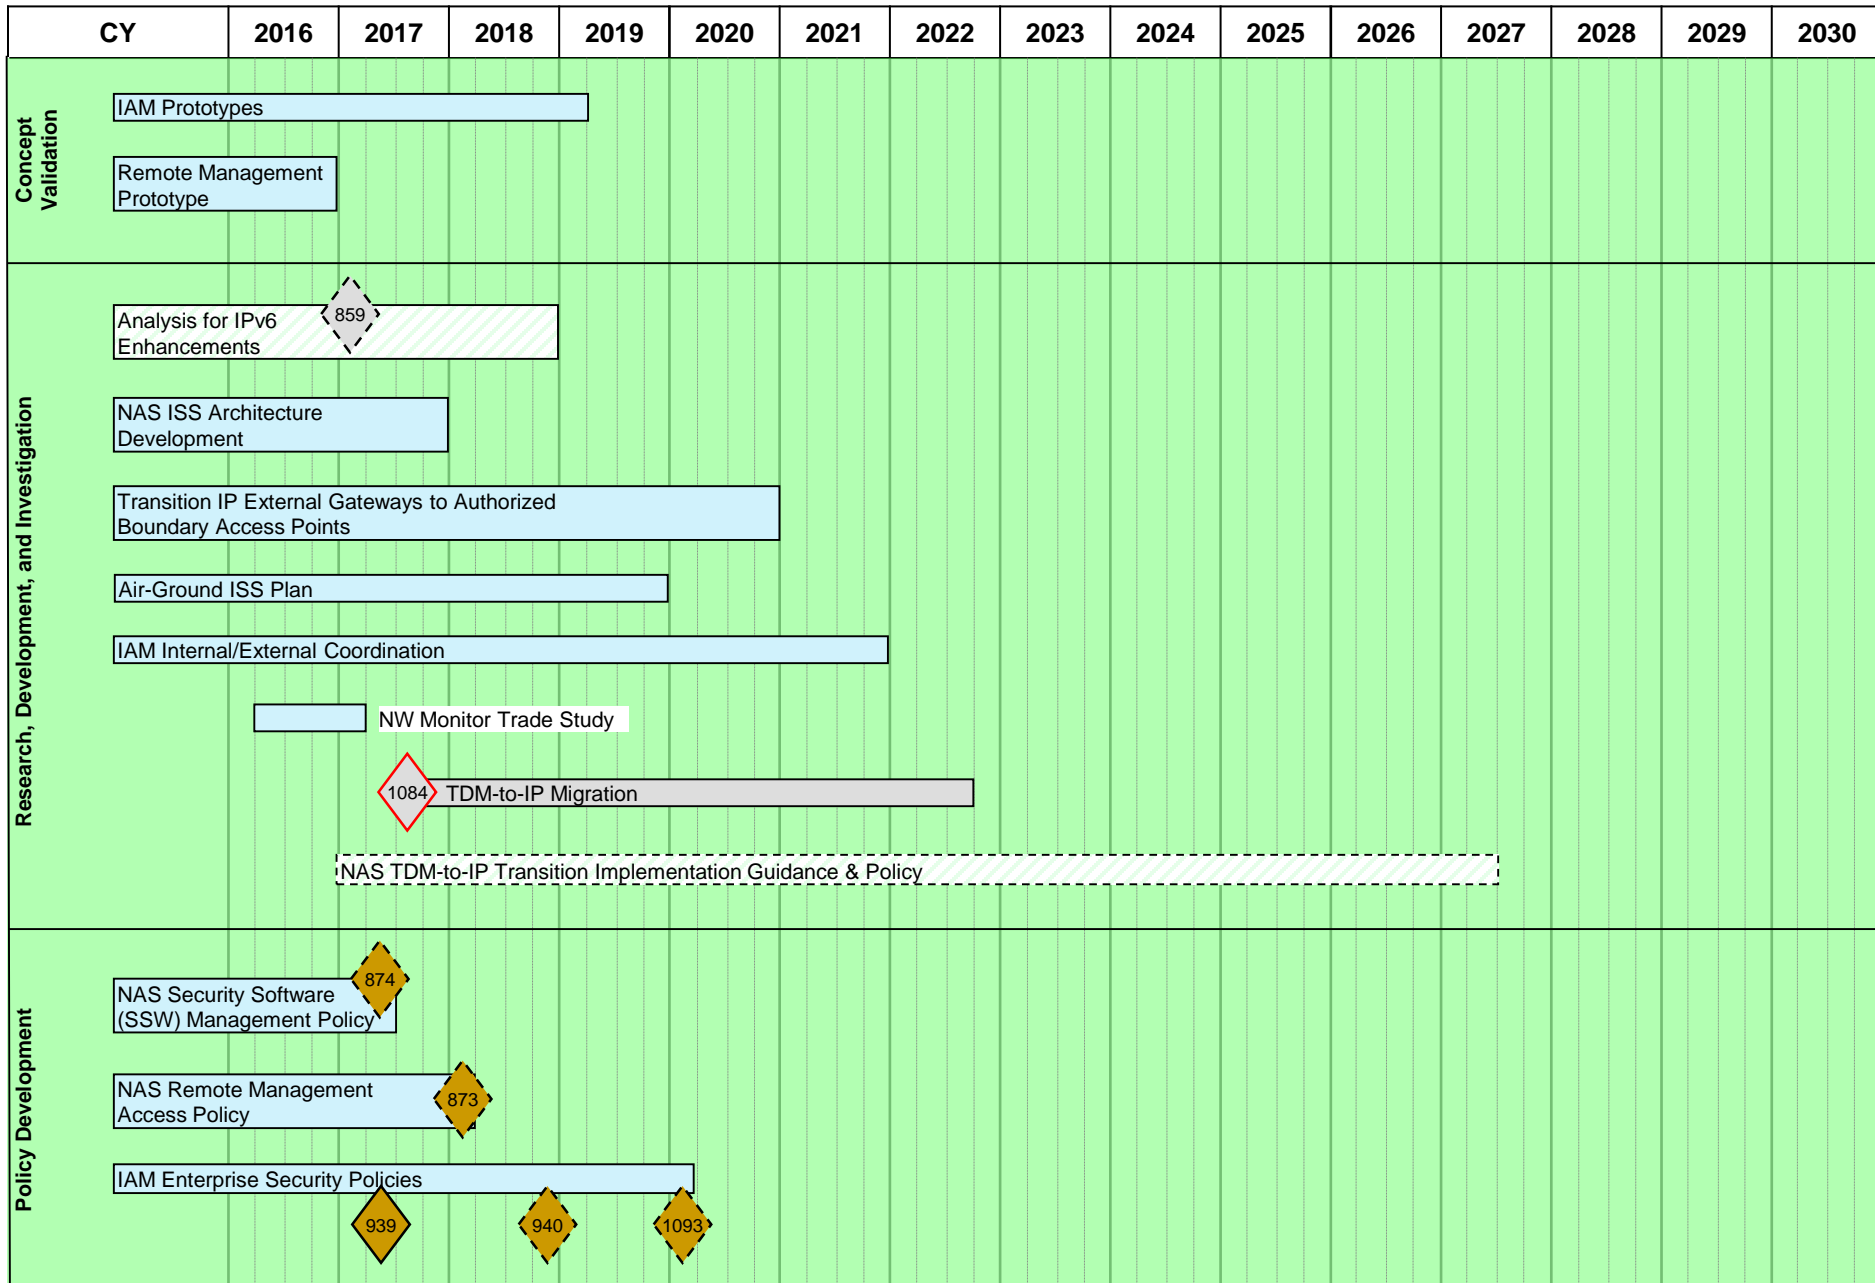 CY 2016 2017 2018 2019 2020 2021 2022 2023 2024 2025 2026 2027 2028 2029 2030
Concept
Validation
IAM Prototypes
Remote Management
Prototype
Research, Development, and Investigation
859
Analysis for IPv6
Enhancements
NAS ISS Architecture
Development
Transition IP External Gateways to Authorized
Boundary Access Points
Air-Ground ISS Plan
IAM Internal/External Coordination
NW Monitor Trade Study
1084 TDM-to-IP Migration
NAS TDM-to-IP Transition Implementation Guidance & Policy
Policy Development
874
NAS Security Software
(SSW) Management Policy
NAS Remote Management
Access Policy
873
IAM Enterprise Security Policies
939 940 1093